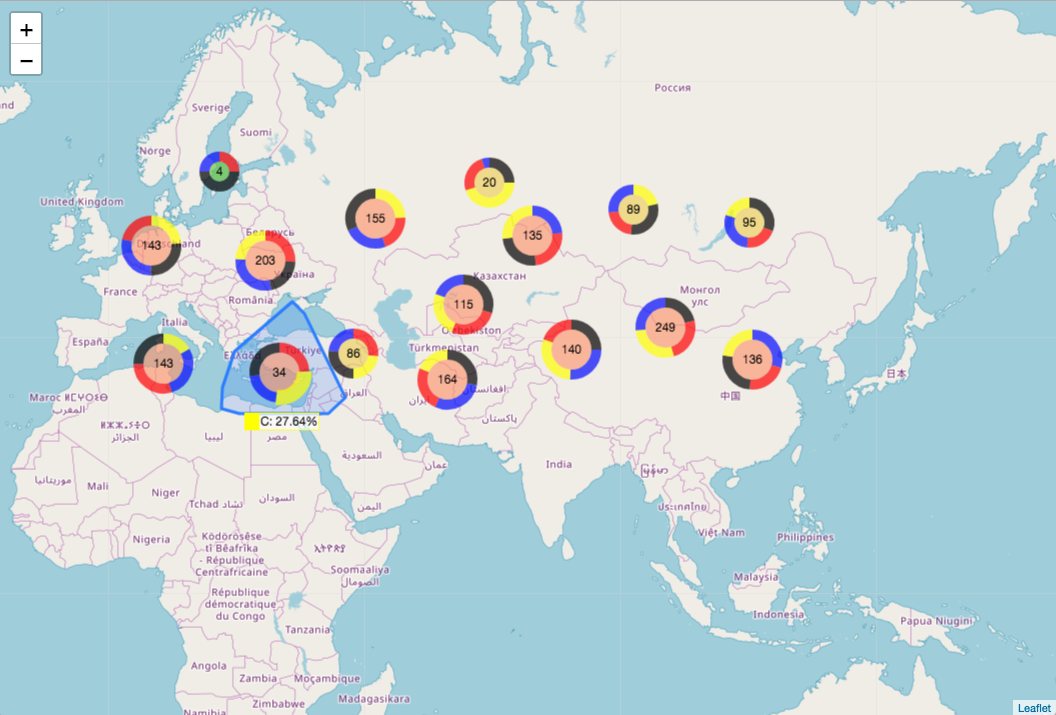 +
−
Россия
Sverige
Suomi
Norge
4
20
United Kingdom
89
155
95
Беларусь
135
143
203
Україна
Казахстан
France
România
Монгол
улс
115
Italia
249
España
Türkiye
Türkmenistan
140
143
86
136
34
164
日本
ایران
افغانستان
中国
Maroc ⵍⵎⵖⵔⵉⴱ
المغرب
العراق
C: 27.64%
پاکستان
الجزائر
ليبيا
مصر
السعودية
عمان
India
Mali
موريتانيا
Niger
Tchad تشاد
السودان
اليمن
ประเทศไทย
Nigeria
Việt Nam
Philippines
Ködörösêse
tî Bêafrîka
- République
Centrafricaine
ኢትዮጵያ
Soomaaliya
الصومال
Malaysia
République
démocratique
du Congo
Indonesia
Papua Niugini
Tanzania
Angola
Zambia
Moçambique
Zimbabwe
Madagasikara
Namibia
Leaflet